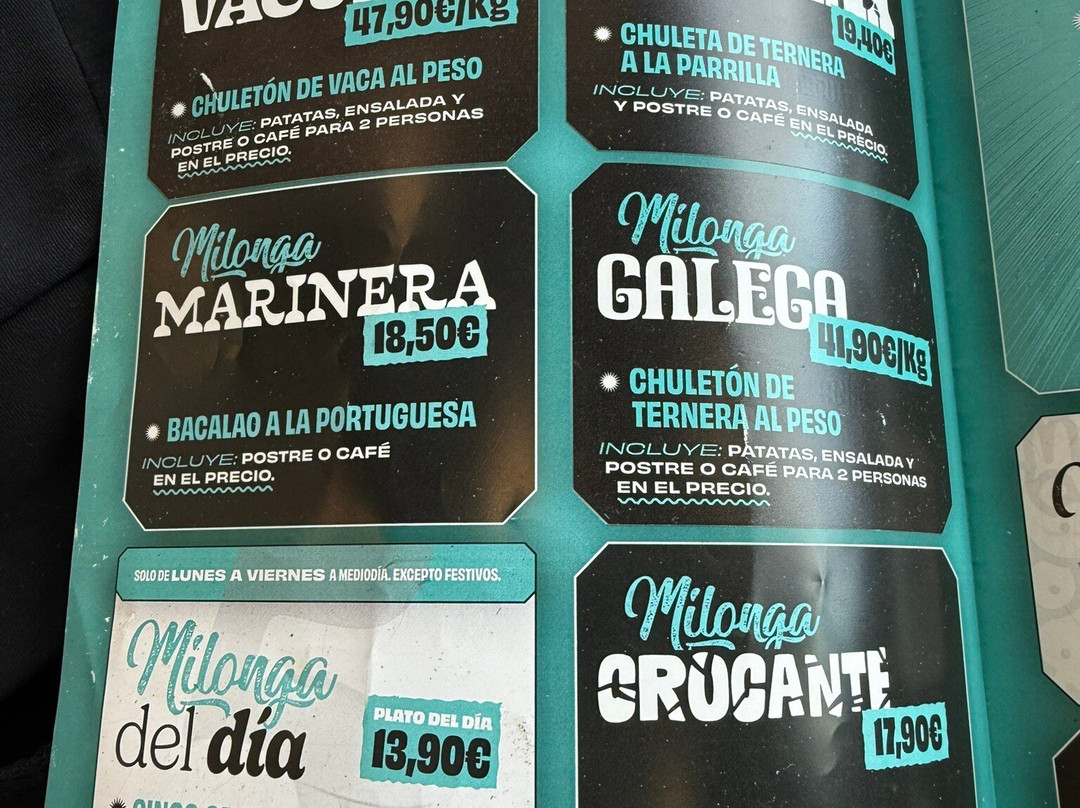 47,90€/Kg
CHULETÓN DE VACA AL PESO
INCLUYE: PATATAS, ENSALADA Y
POSTRE O CAFÉ PARA 2 PERSONAS
EN EL PRECIO.
19,40€
CHULETA DE TERNERA
A LA PARRILLA
INCLUYE: PATATAS, ENSALADA
Y POSTRE O CAFÉ EN EL PRECIO.
Milonga
MARINERA
18,50€
BACALAO A LA PORTUGUESA
INCLUYE: POSTRE O CAFÉ
EN EL PRECIO.
Milonga
GALEGA
41,90€/Kg
CHULETÓN DE
TERNERA AL PESO
INCLUYE: PATATAS, ENSALADA Y
POSTRE O CAFÉ PARA 2 PERSONAS
EN EL PRECIO.
SOLO DE LUNES A VIERNES A MEDIODÍA. EXCEPTO FESTIVOS.
Milonga
del día
PLATO DEL DÍA
13,90€
Milonga
CRUCANTE
17,90€